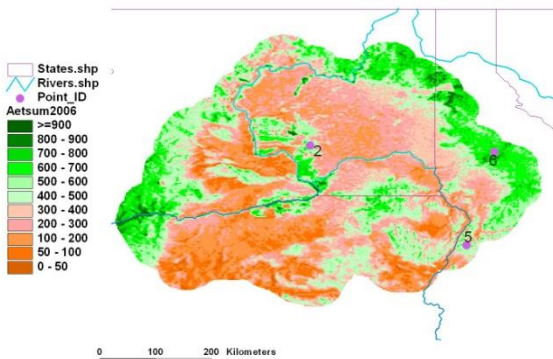 States.shp
Rivers.shp
Point_ID
Aetsum2006
>=900
800 - 900
700 - 800
600 - 700
500 - 600
400 - 500
300 - 400
200 - 300
100 - 200
50 - 100
0 - 50
2
6
5
0 100 200 Kilometers